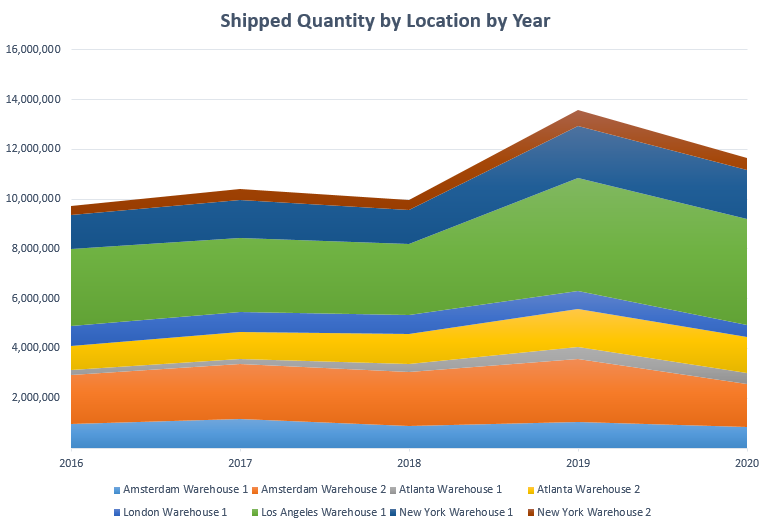 Shipped Quantity by Location by Year
16,000,000
14,000,000
12,000,000
10,000,000
8,000,000
6,000,000
4,000,000
2,000,000
2016 2017 2018 2019 2020
Amsterdam Warehouse 1 Amsterdam Warehouse 2 Atlanta Warehouse 1 Atlanta Warehouse 2
London Warehouse 1 Los Angeles Warehouse 1 New York Warehouse 1 New York Warehouse 2